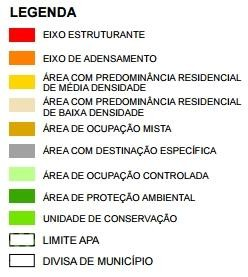 LEGENDA
EIXO ESTRUTURANTE
EIXO DE ADENSAMENTO
ÁREA COM PREDOMINÂNCIA RESIDENCIAL
DE MÉDIA DENSIDADE
ÁREA COM PREDOMINÂNCIA RESIDENCIAL
DE BAIXA DENSIDADE
ÁREA DE OCUPAÇÃO MISTA
ÁREA COM DESTINAÇÃO ESPECÍFICA
ÁREA DE OCUPAÇÃO CONTROLADA
ÁREA DE PROTEÇÃO AMBIENTAL
UNIDADE DE CONSERVAÇÃO
LIMITE APA
DIVISA DE MUNICÍPIO